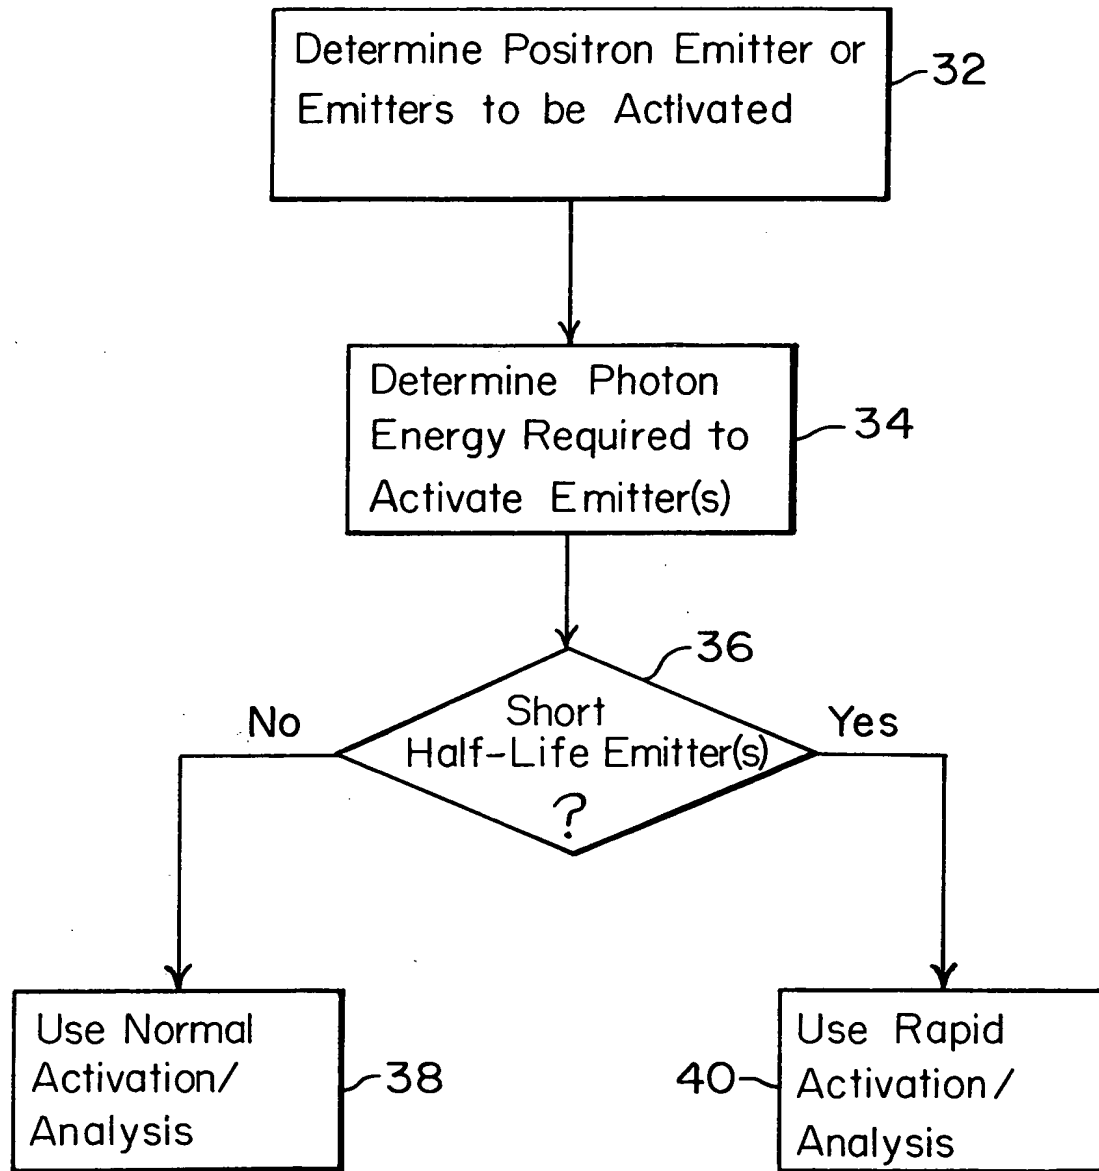 Determine Positron Emitter or
Emitters to be Activated
32
Determine Photon
Energy Required to
Activate Emitter(s)
34
36
No
Short
Yes
Half-Life Emitter(s)
?
Use Normal
Activation/
Analysis
38
40
Use Rapid
Activation/
Analysis